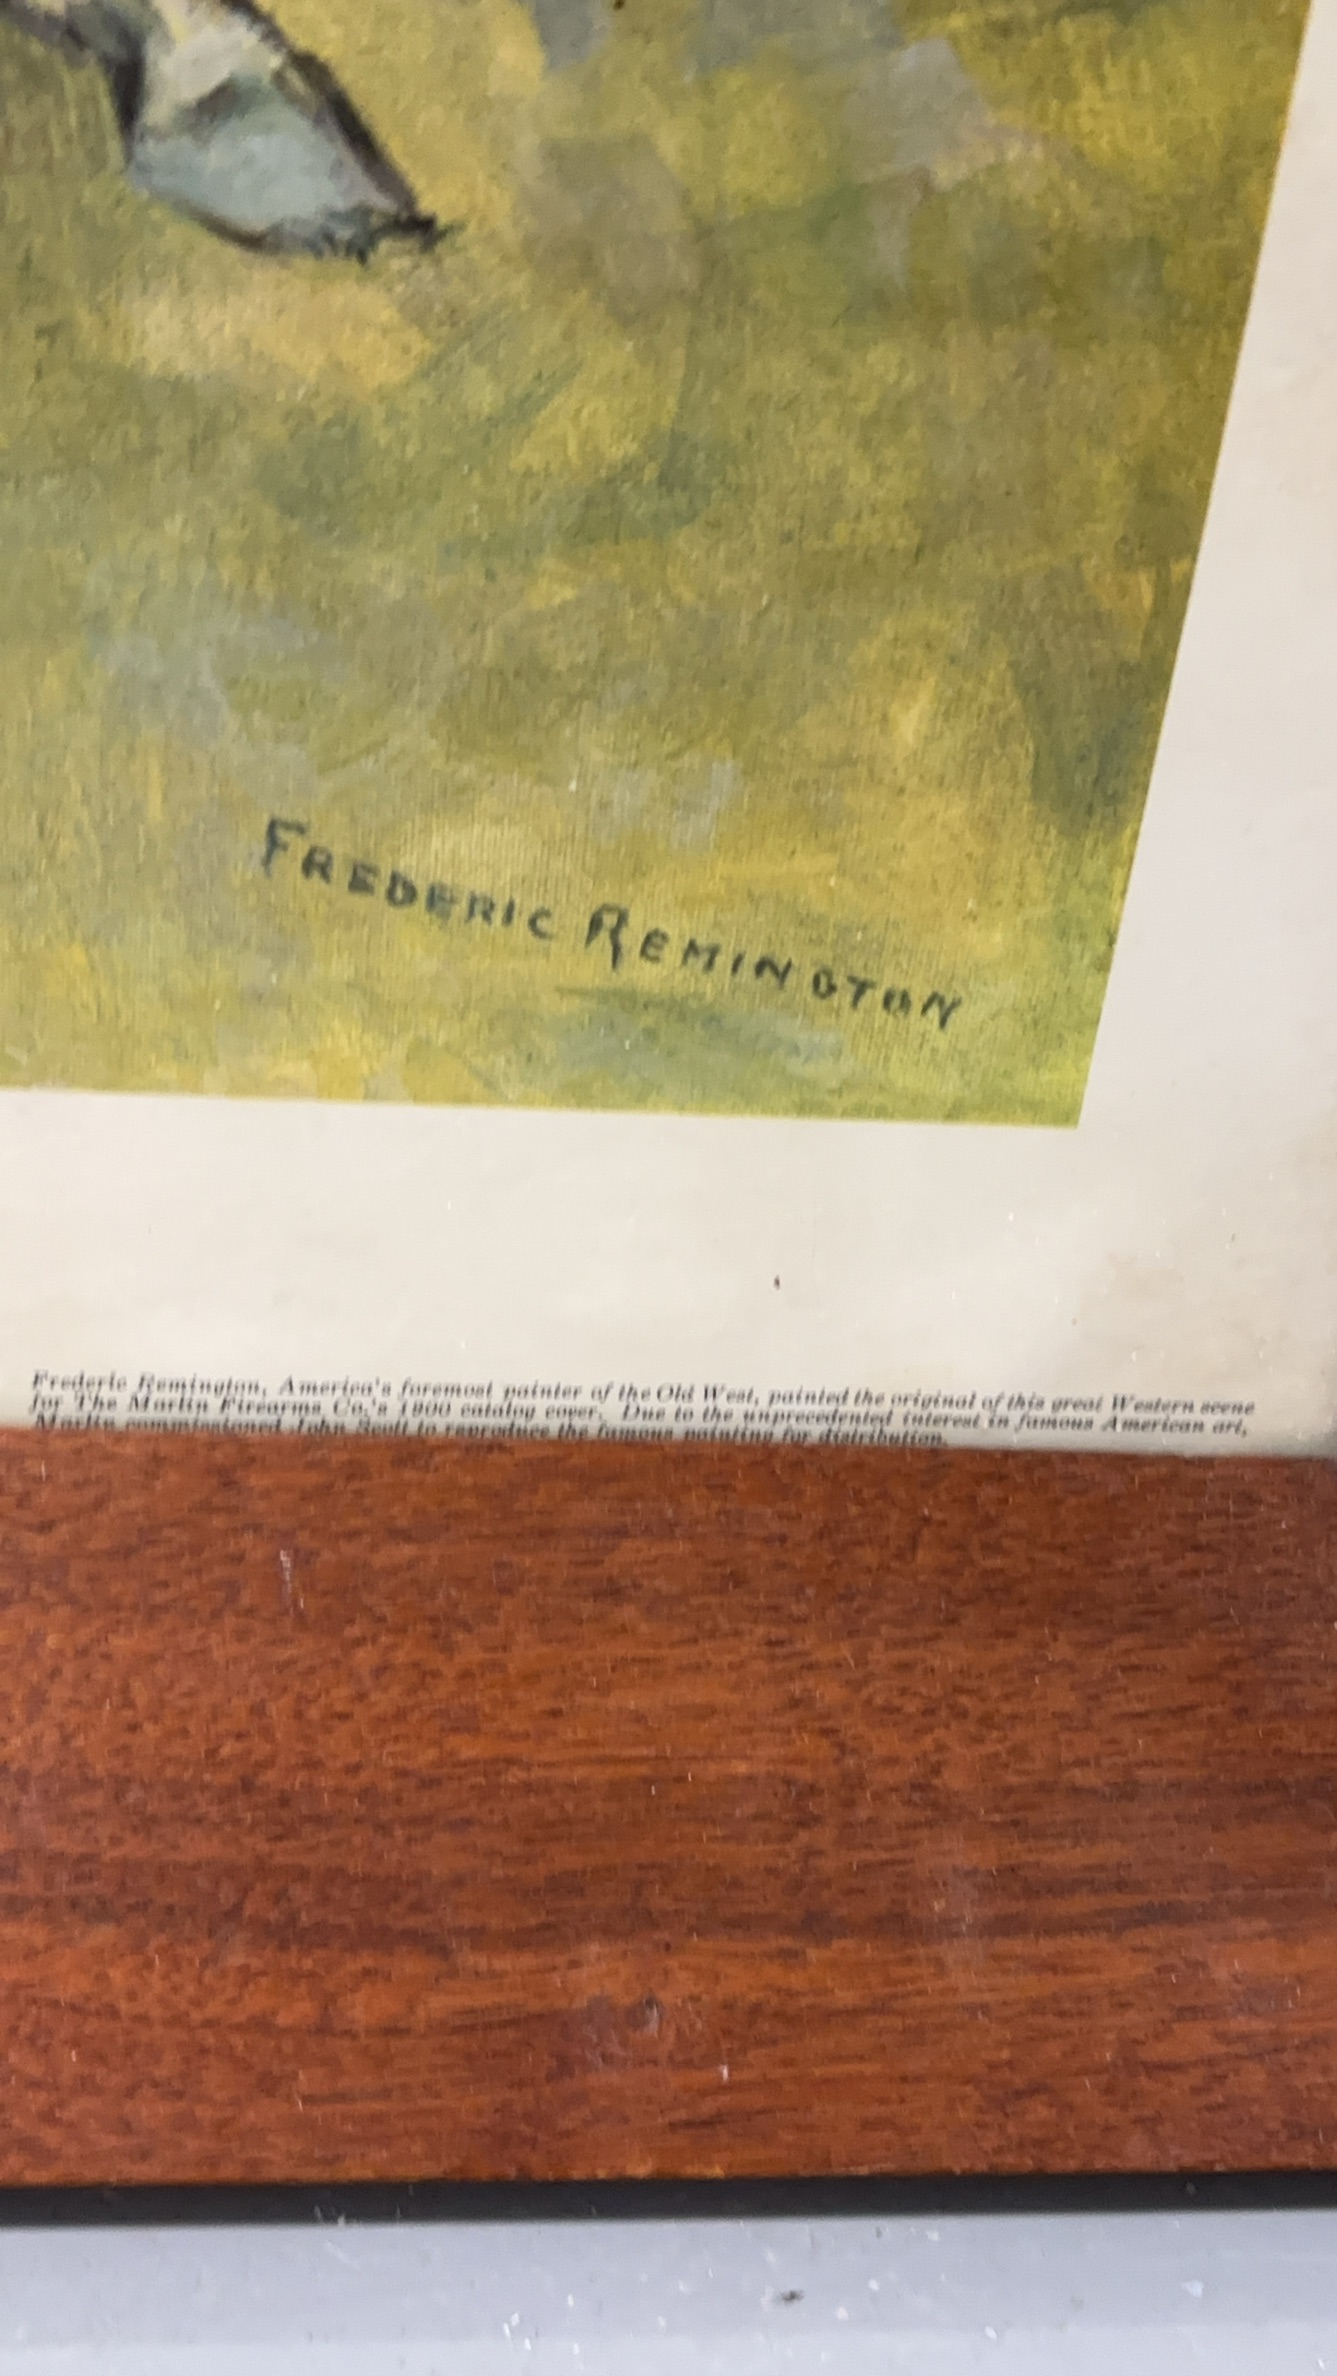 FREDERIC REMINGTON
Frederic Remington, America's foremost painter of the Old West, painted the original of this great Western scene
for The Marlin Firearms Co.'s 1900 catalog cover. Due to the unprecedented interest in famous American art,
Marlin commissioned John Scott to reproduce the famous painting for distribution.